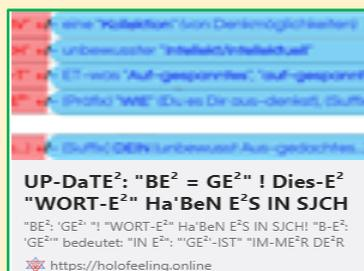 eine "Kollektion" (von Denkmöglichkeiten)
unbewusster "Intellekt/intellektuell"
ET-was "Auf-gespanntes", "auf-gespannt
(Präfix) "WIE" (Du es Dir aus-denkst), (Suffix
(Suffix) DEIN (unbewusst Aus-gedachtes
UP-DaTE²: "BE² = GE²" ! Dies-E²
"WORT-E²" Ha'BeN E²S IN SJCH
"BE²: 'GE²' "! "WORT-E²" Ha'BeN E²S IN SJCH! "B-E²:
'GE²'" bedeutet: "IN E²": "'GE²'-IST" "IM-ME²R DE²R
https://holofeeling.online